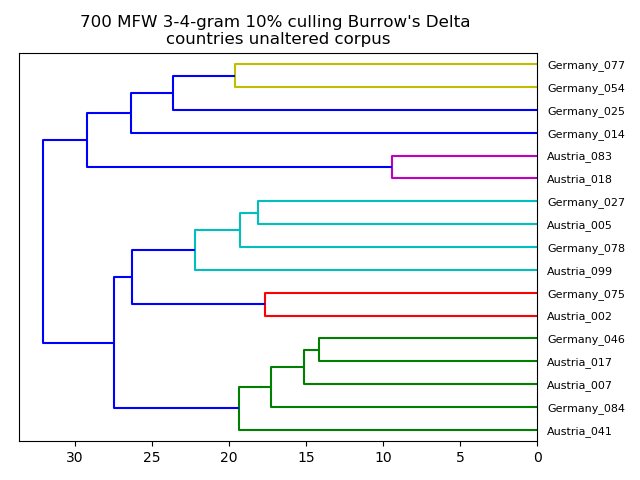 700 MFW 3-4-gram 10% culling Burrow's Delta
countries unaltered corpus
Germany_077
Germany_054
Germany_025
Germany_014
Austria_083
Austria_018
Germany_027
Austria_005
Germany_078
Austria_099
Germany_075
Austria_002
Germany_046
Austria_017
Austria_007
Germany_084
Austria_041
30 25 20 15 10 5 0